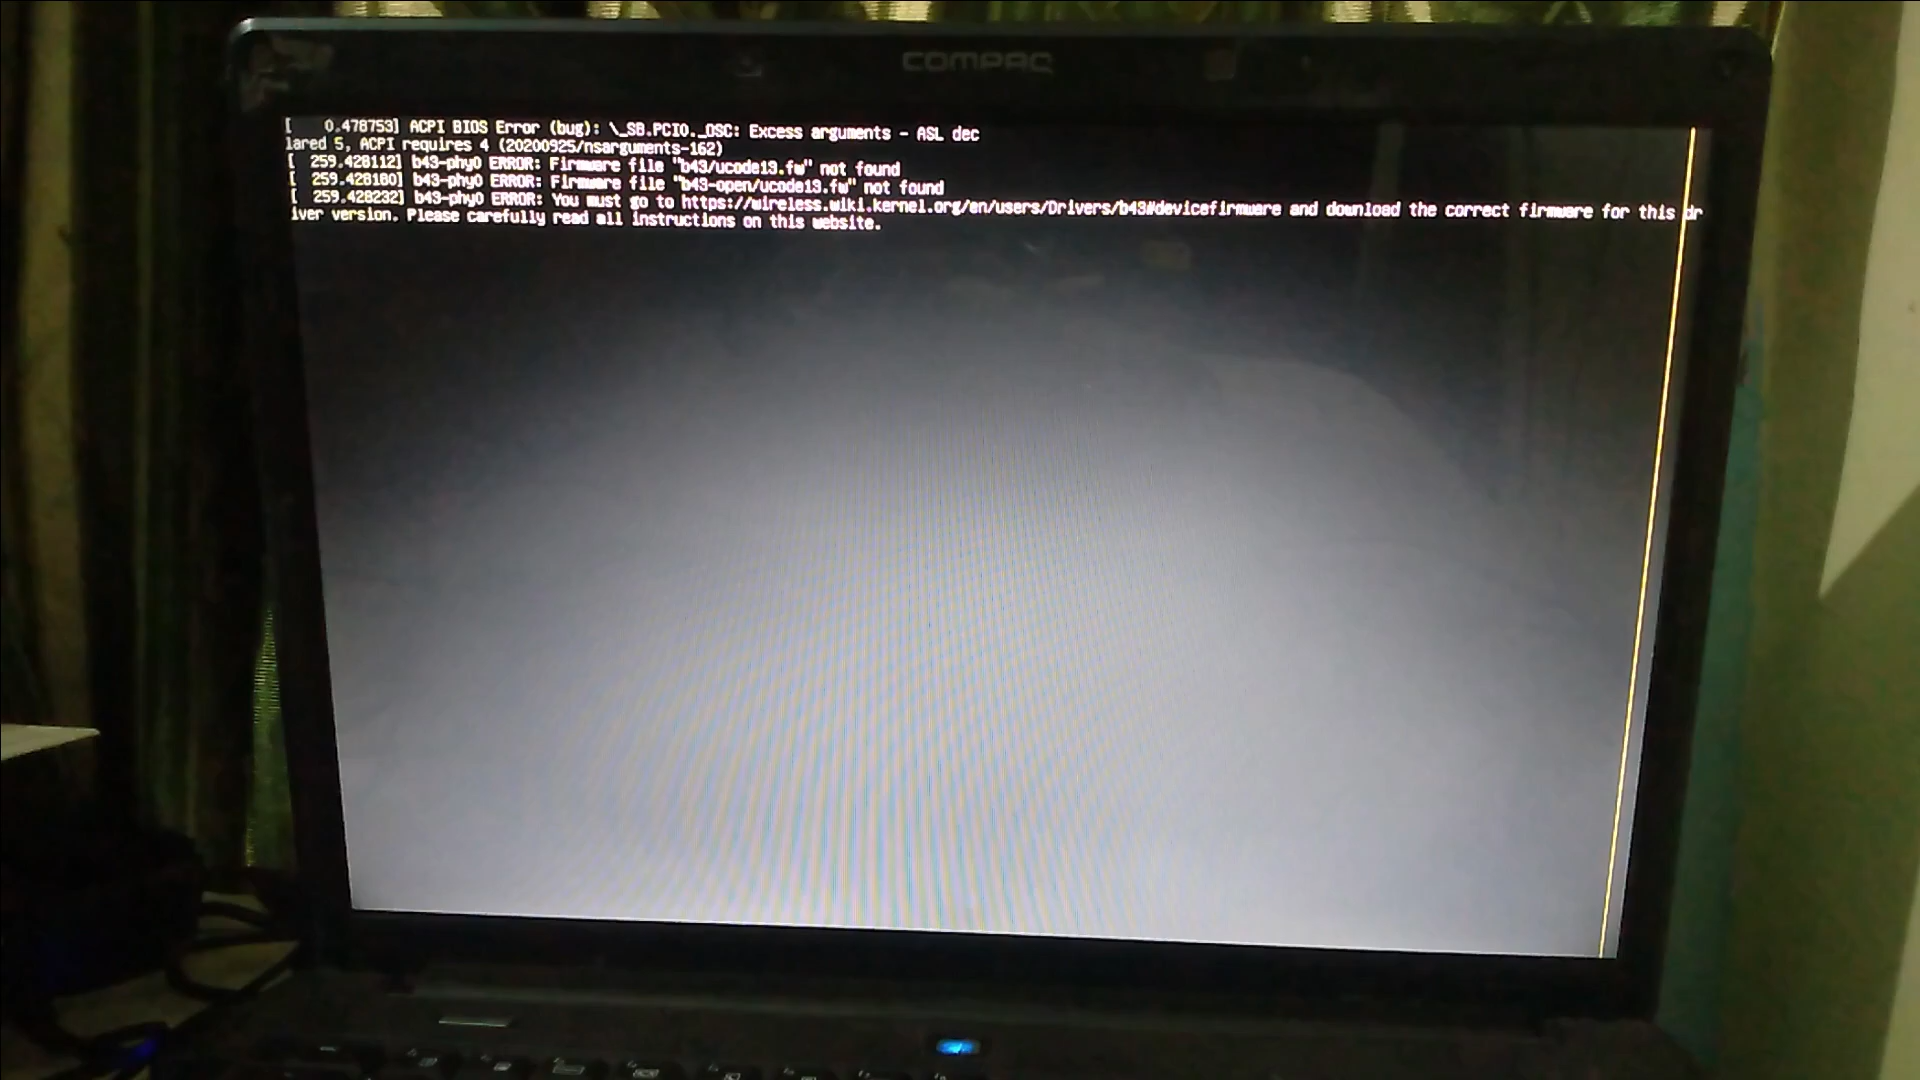 COMPAQ
[    0.478753] ACPI BIOS Error (bug): \_SB.PCI0._OSC: Excess arguments - ASL dec
lared 5, ACPI requires 4 (20200925/nsarguments-162)
[  259.428112] b43-phy0 ERROR: Firmware file "b43/ucode13.fw" not found
[  259.428180] b43-phy0 ERROR: Firmware file "b43-open/ucode13.fw" not found
[  259.428232] b43-phy0 ERROR: You must go to https://wireless.wiki.kernel.org/en/users/Drivers/b43#devicefirmware and download the correct firmware for this dr
iver version. Please carefully read all instructions on this website.